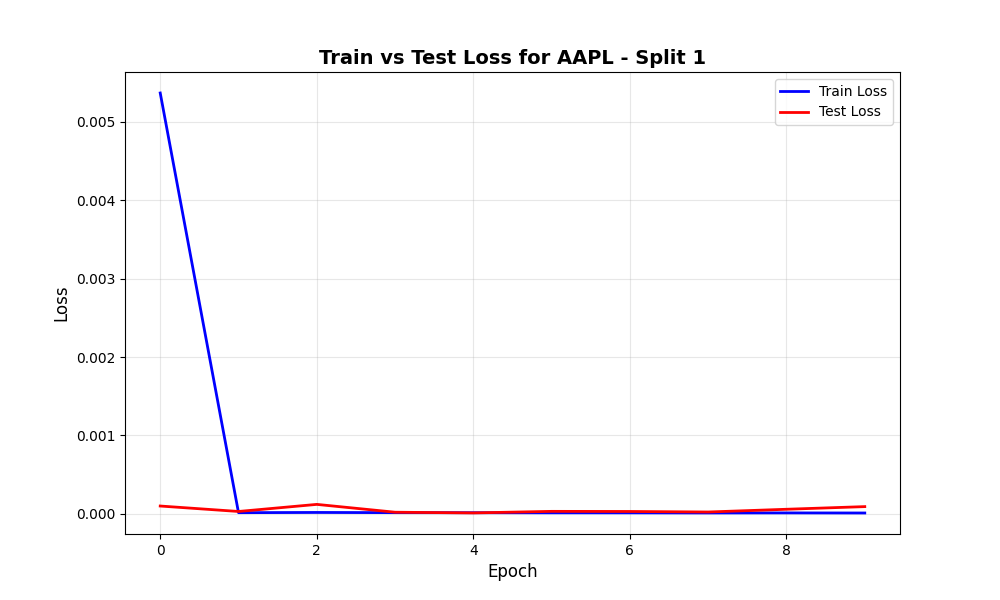 Train vs Test Loss for AAPL - Split 1
Train Loss
Test Loss
0.005
0.004
0.003
0.002
0.001
0.000
Loss
0 2 4 6 8
Epoch